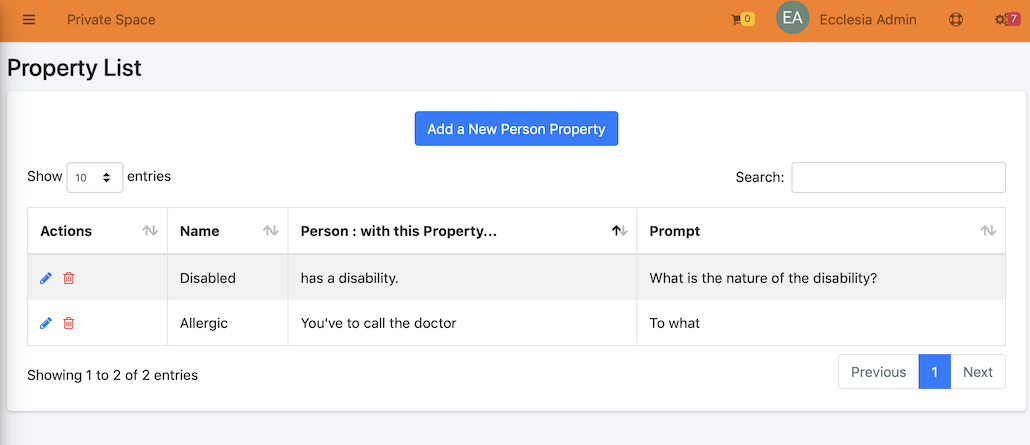 Private Space 0 EA Ecclesia Admin 7
Property List
Add a New Person Property
Show 10 entries Search:
Actions Name Person : with this Property... Prompt
Disabled has a disability. What is the nature of the disability?
Allergic You've to call the doctor To what
Showing 1 to 2 of 2 entries Previous 1 Next